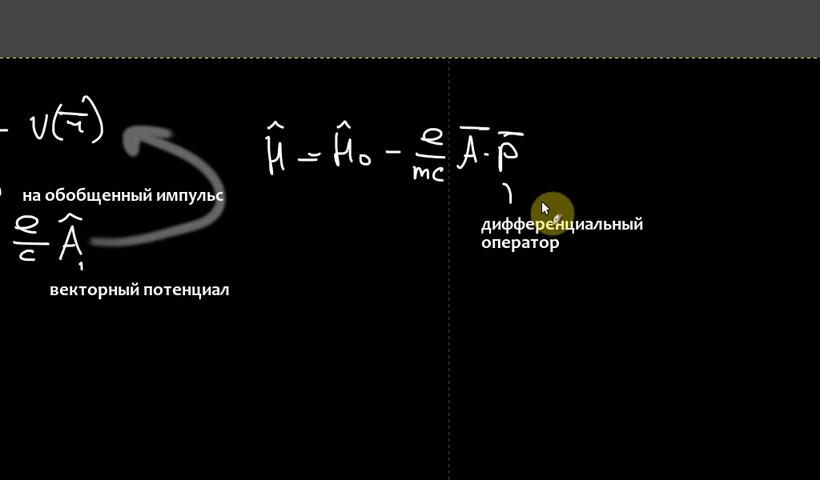 - V(r̄)
Ĥ = Ĥ₀ - e/mc Ā · p̄
на обобщенный импульс
e/c Â
дифференциальный
оператор
векторный потенциал